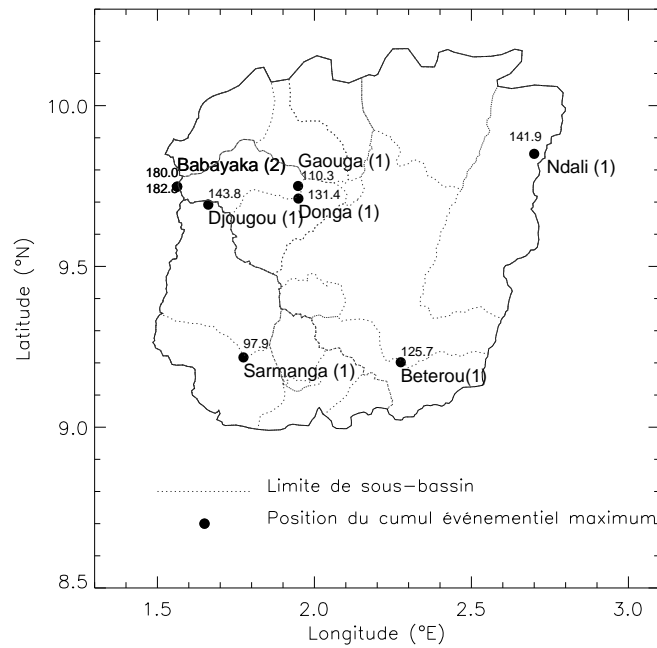 10.0
9.5
9.0
8.5
Latitude (°N)
141.9
Ndali (1)
Babayaka (2)
180.0
182.8
Gaouga (1)
110.3
143.8
131.4
Djougou (1)
Donga (1)
97.9
Sarmanga (1)
125.7
Beterou(1)
Limite de sous-bassin
Position du cumul événementiel maximum
1.5 2.0 2.5 3.0
Longitude (°E)